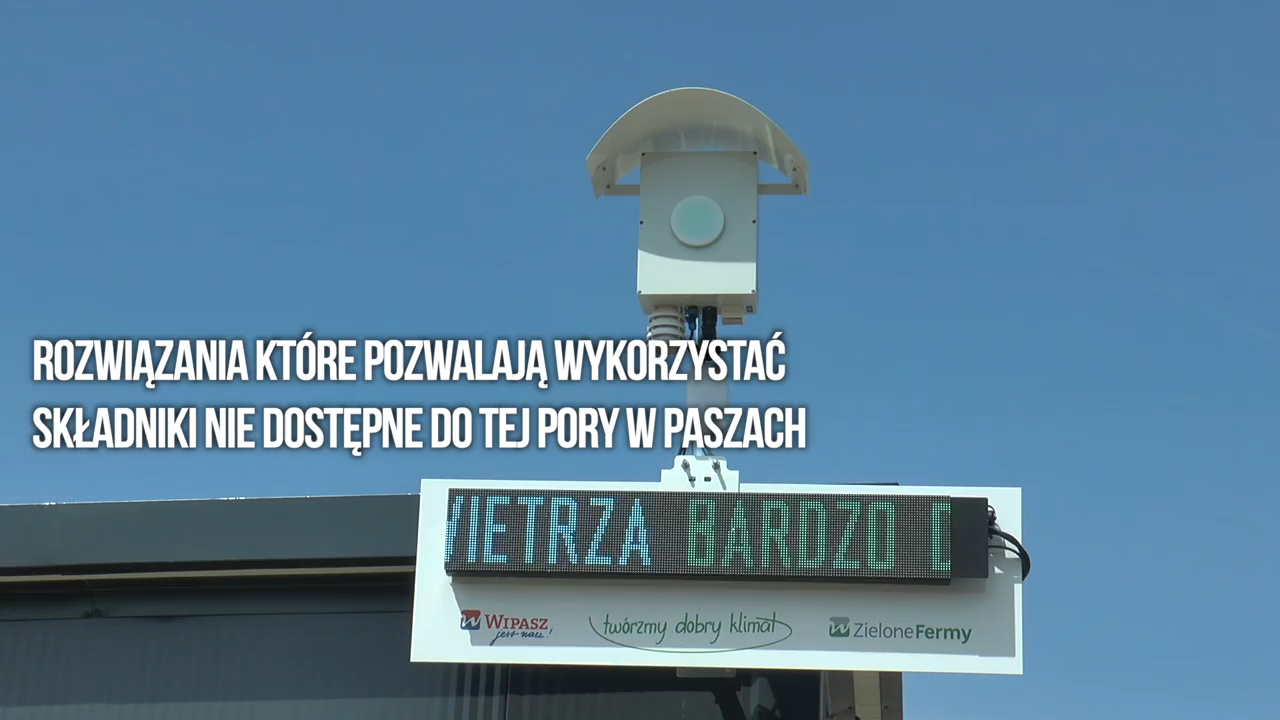 ROZWIĄZANIA KTÓRE POZWALAJĄ WYKORZYSTAĆ
SKŁADNIKI NIE DOSTĘPNE DO TEJ PORY W PASZACH
WIETRZA BARDZO D
WIPASZ
jest nasz!
twórzmy dobry klimat
ZieloneFermy